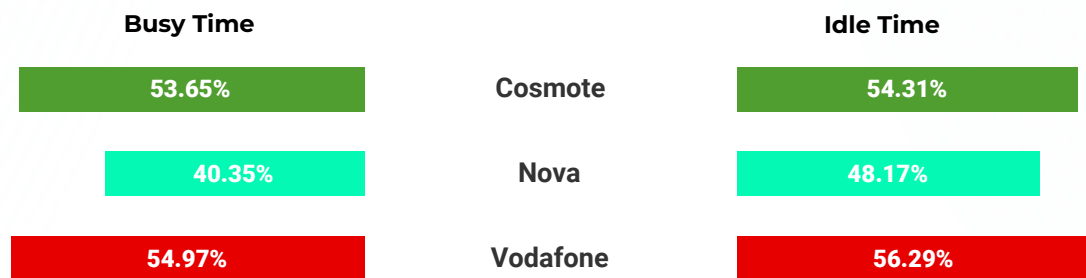 Busy Time Idle Time
53.65% Cosmote 54.31%
40.35% Nova 48.17%
54.97% Vodafone 56.29%